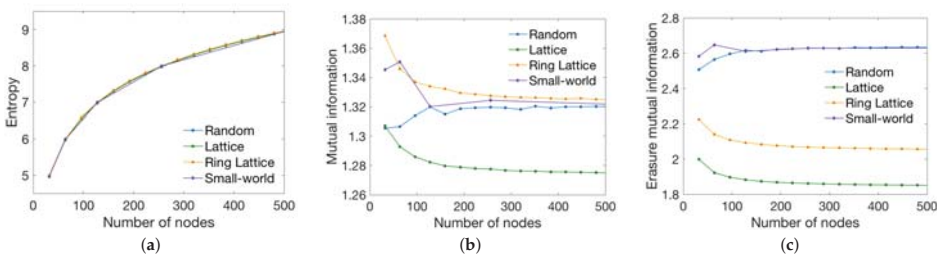 Entropy
9
8
7
6
5
0 100 200 300 400 500
Number of nodes
Random
Lattice
Ring Lattice
Small-world
(a)
Mutual information
1.38
1.36
1.34
1.32
1.3
1.28
1.26
0 100 200 300 400 500
Number of nodes
Random
Lattice
Ring Lattice
Small-world
(b)
Erasure mutual information
2.8
2.6
2.4
2.2
2
1.8
0 100 200 300 400 500
Number of nodes
Random
Lattice
Ring Lattice
Small-world
(c)